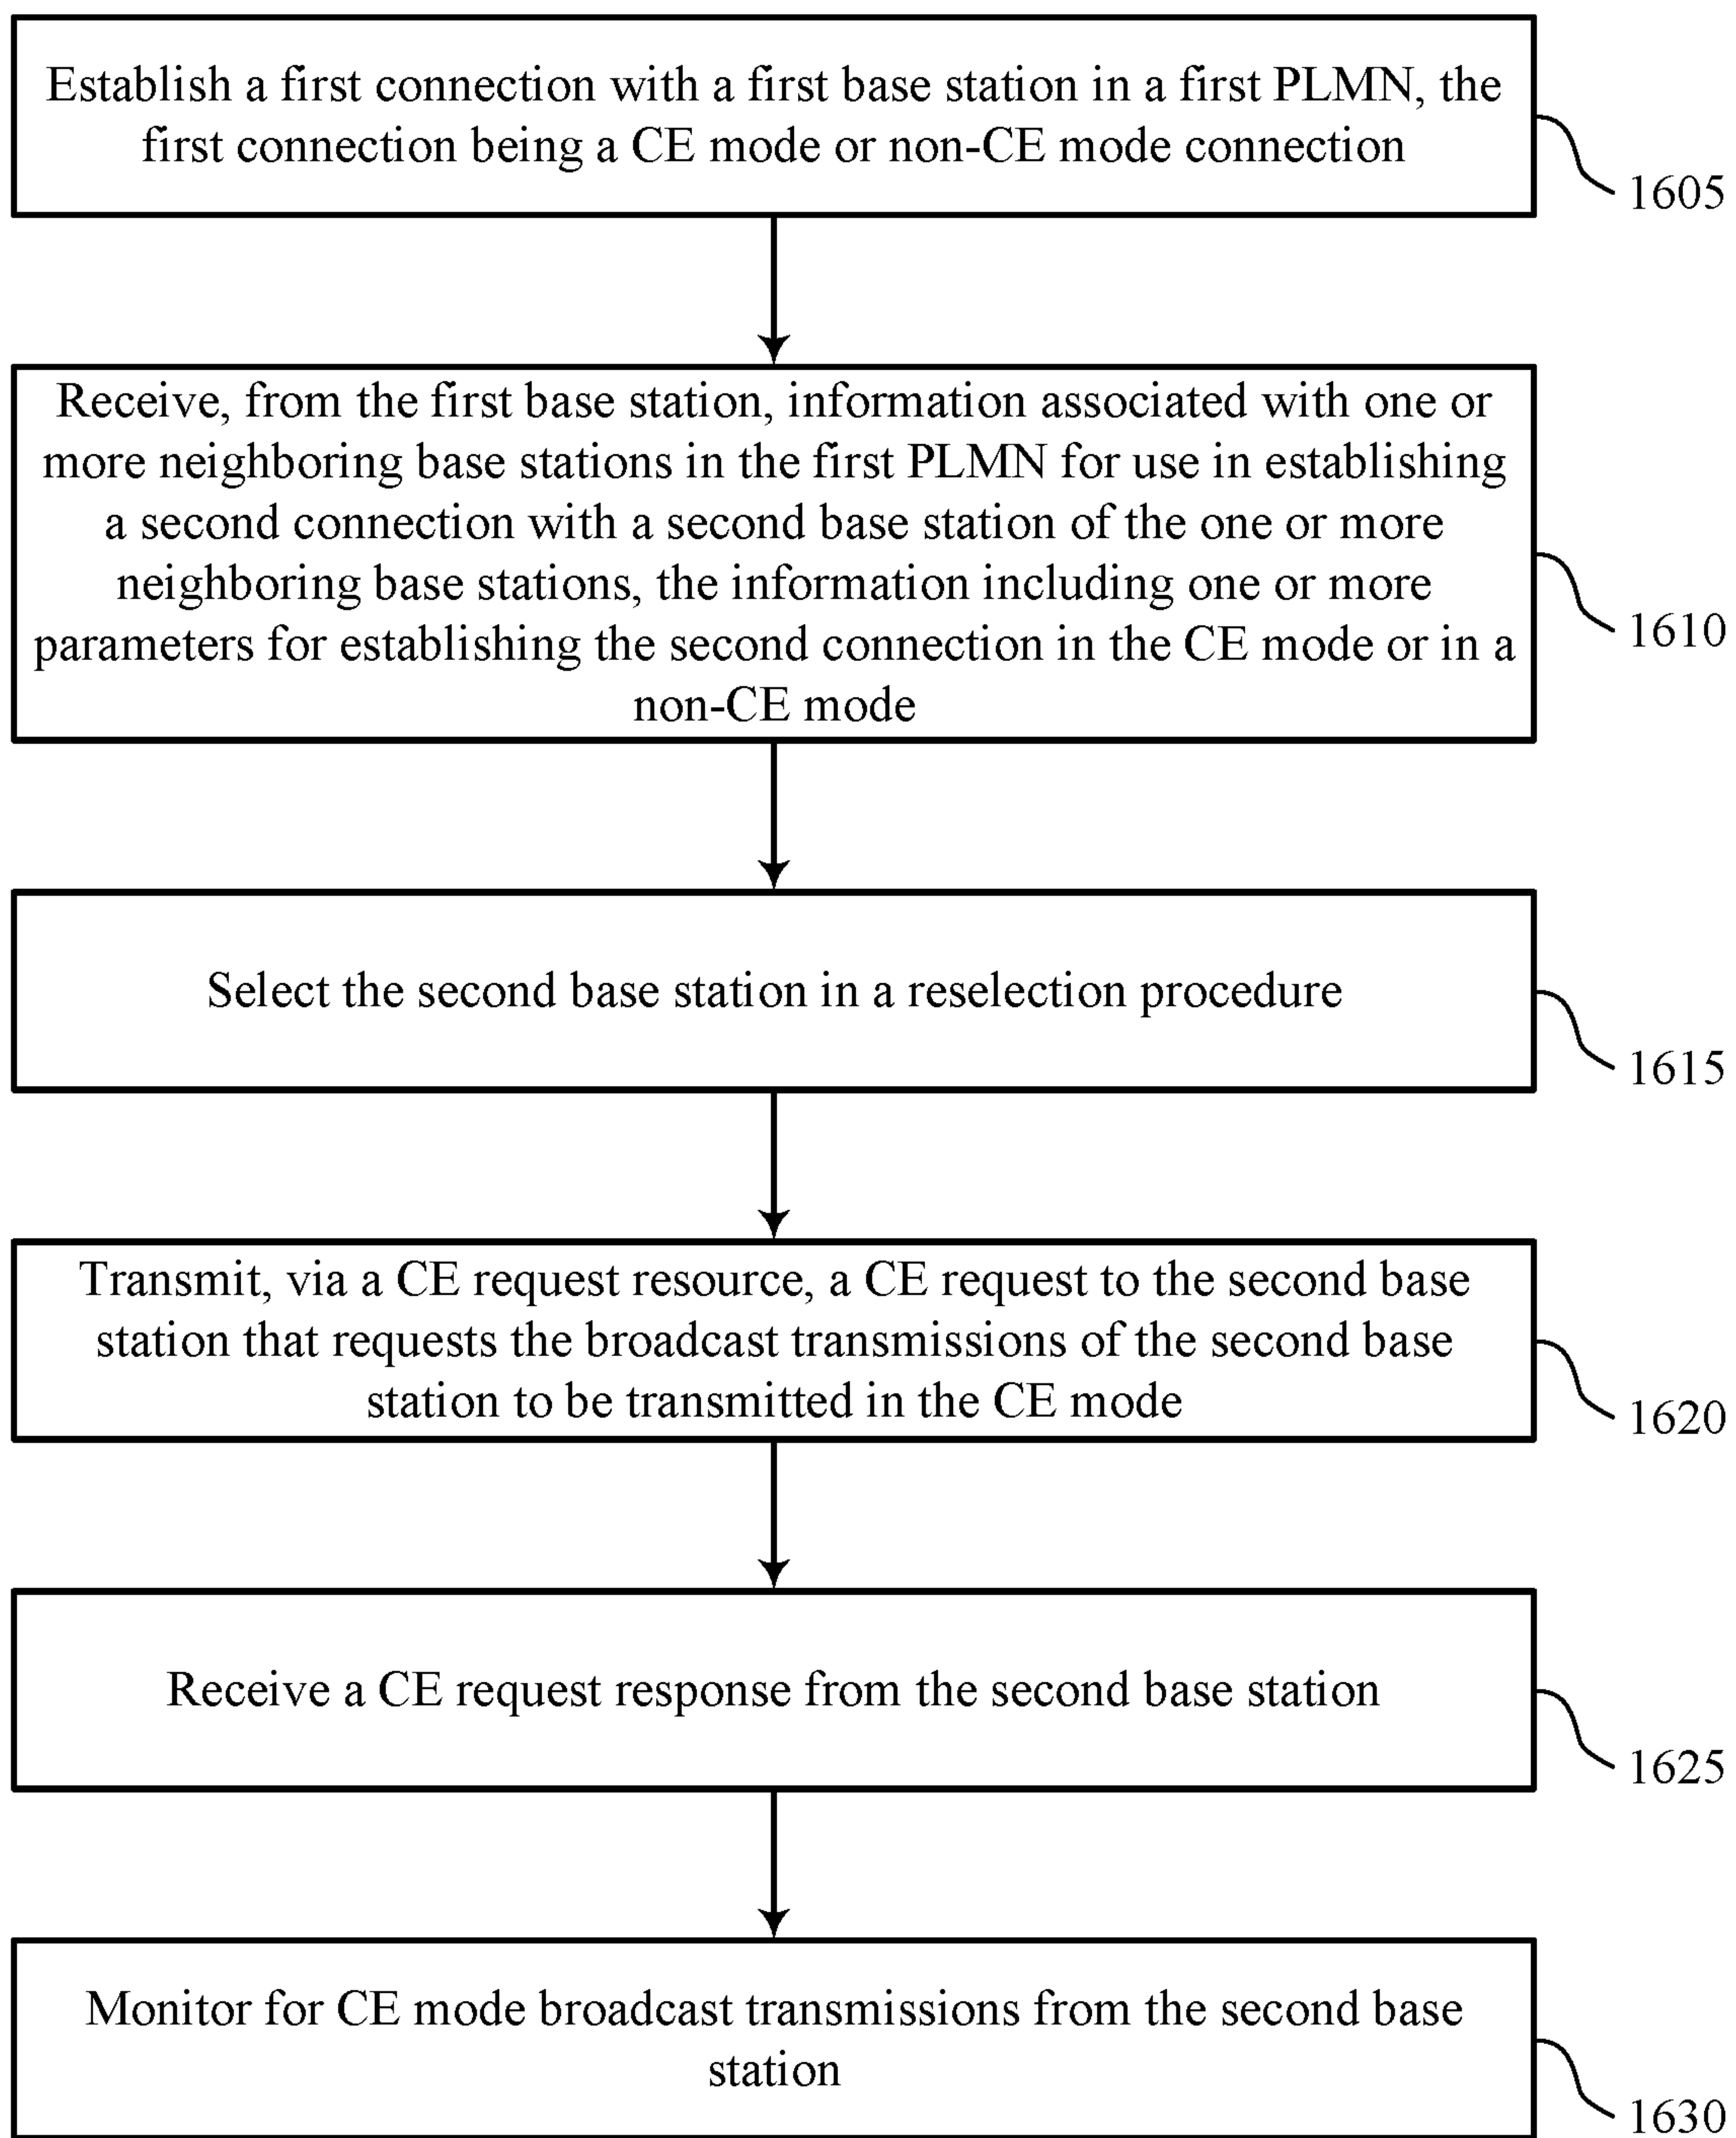 Establish a first connection with a first base station in a first PLMN, the
first connection being a CE mode or non-CE mode connection
1605
Receive, from the first base station, information associated with one or
more neighboring base stations in the first PLMN for use in establishing
a second connection with a second base station of the one or more
neighboring base stations, the information including one or more
parameters for establishing the second connection in the CE mode or in a
non-CE mode
1610
Select the second base station in a reselection procedure
1615
Transmit, via a CE request resource, a CE request to the second base
station that requests the broadcast transmissions of the second base
station to be transmitted in the CE mode
1620
Receive a CE request response from the second base station
1625
Monitor for CE mode broadcast transmissions from the second base
station
1630